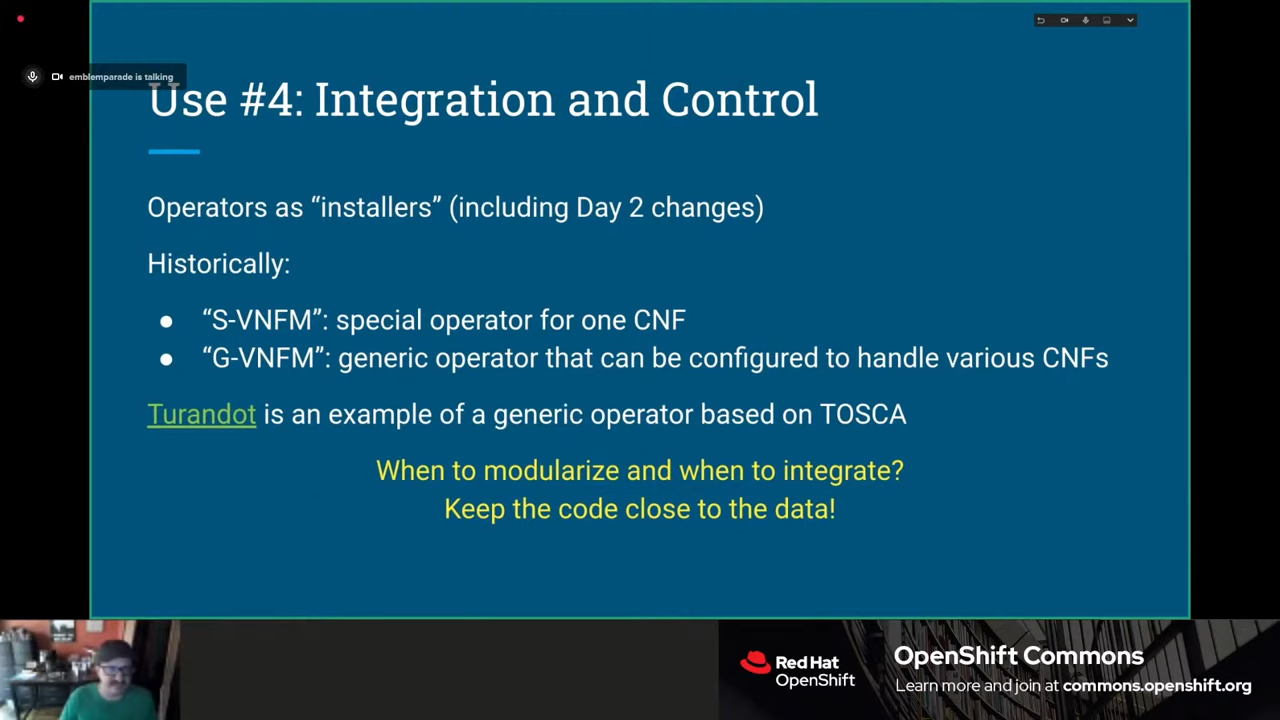 emblemparade is talking
Use #4: Integration and Control
Operators as “installers” (including Day 2 changes)
Historically:
● “S-VNFM”: special operator for one CNF
● “G-VNFM”: generic operator that can be configured to handle various CNFs
Turandot is an example of a generic operator based on TOSCA
When to modularize and when to integrate?
Keep the code close to the data!
Red Hat
OpenShift
OpenShift Commons
Learn more and join at commons.openshift.org